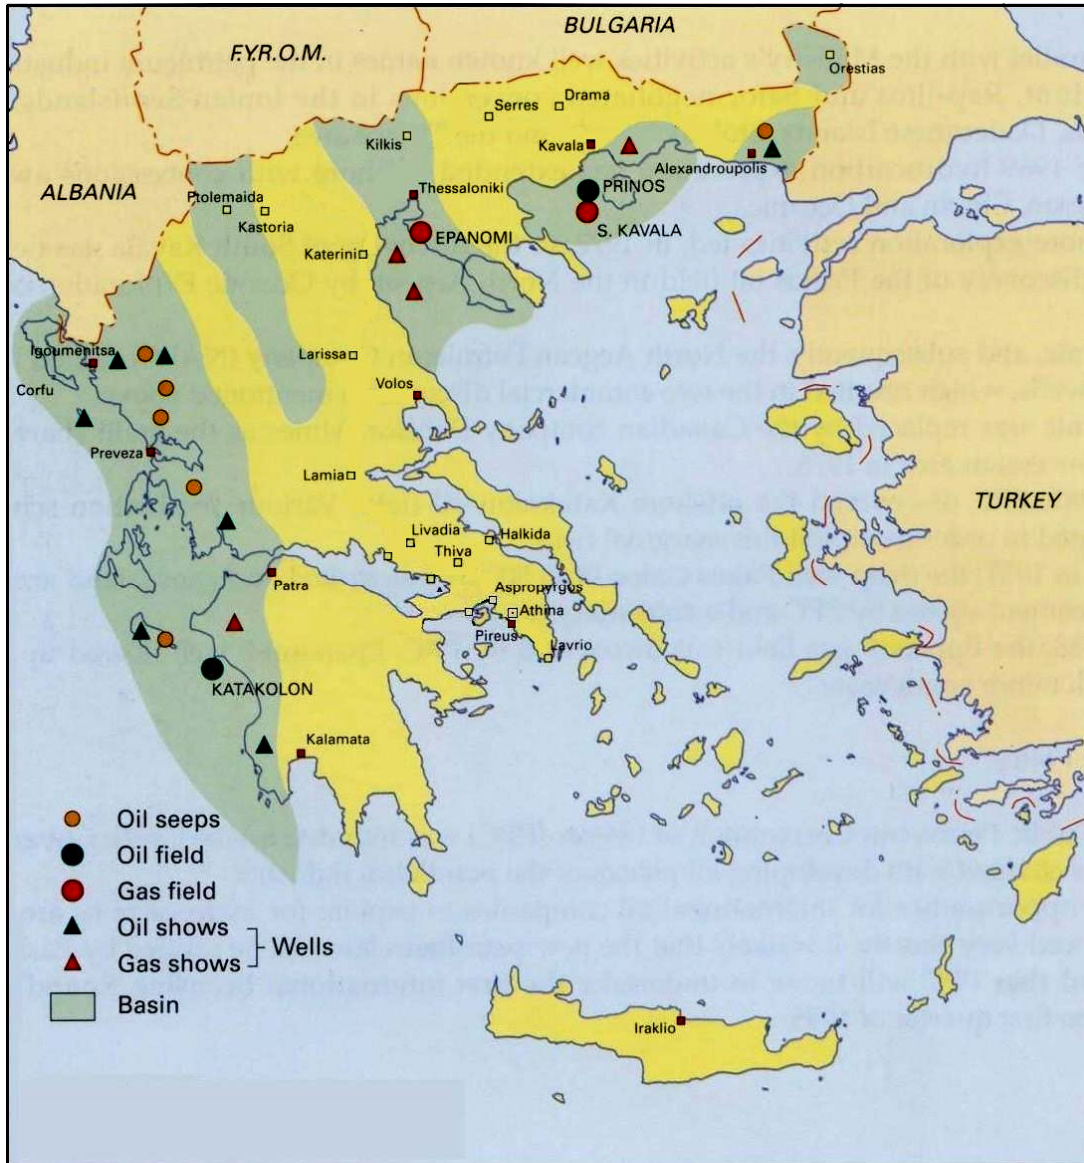 BULGARIA
F.Y.R.O.M.
Orestias
Drama
Serres
Kilkis
Kavala
Alexandroupolis
ALBANIA
Thessaloniki
PRINOS
Ptolemaida
Kastoria
EPANOMI
S. KAVALA
Katerini
Igoumenitsa
Larissa
Corfu
Volos
Preveza
Lamia
TURKEY
Livadia
Halkida
Thiva
Patra
Aspropyrgos
Athina
Pireus
Lavrio
KATAKOLON
Kalamata
Oil seeps
Oil field
Gas field
Oil shows
Wells
Gas shows
Basin
Iraklio